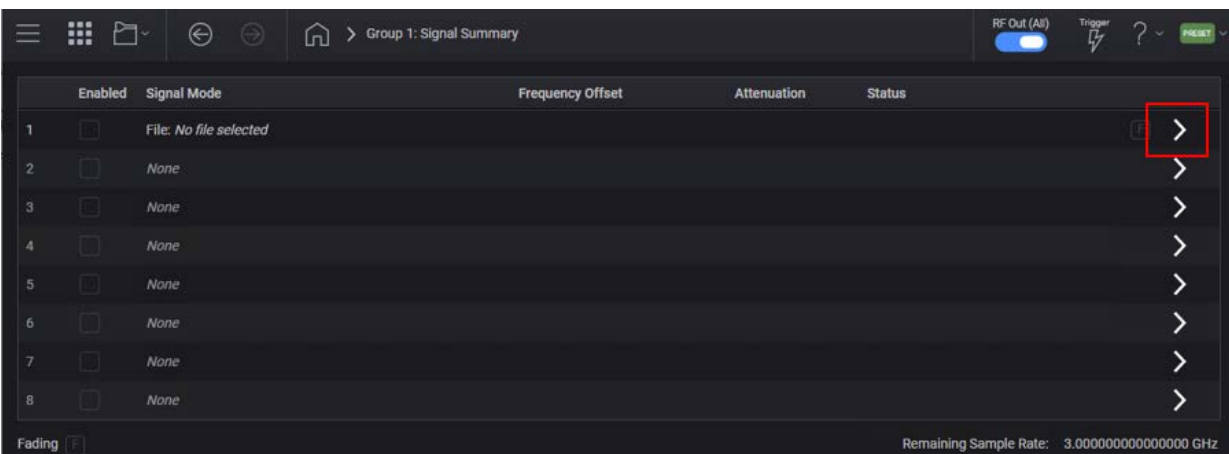 Group 1: Signal Summary
RF Out (All)
Trigger
?
PRESET
Enabled Signal Mode Frequency Offset Attenuation Status
1 File: No file selected F
2 None
3 None
4 None
5 None
6 None
7 None
8 None
Fading F Remaining Sample Rate: 3.000000000000000 GHz